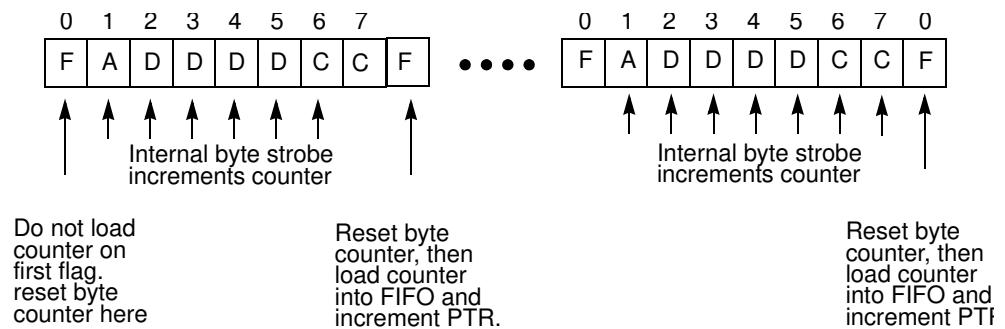 0 1 2 3 4 5 6 7
F A D D D D C C F
0 1 2 3 4 5 6 7 0
F A D D D D C C F
Internal byte strobe
increments counter
Internal byte strobe
increments counter
Do not load
counter on
first flag.
reset byte
counter here
Reset byte
counter, then
load counter
into FIFO and
increment PTR.
Reset byte
counter, then
load counter
into FIFO and
increment PTR